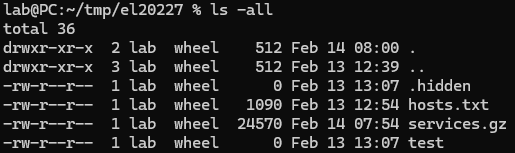 lab@PC:~/tmp/el20227 % ls -all
total 36
drwxr-xr-x  2 lab  wheel    512 Feb 14 08:00 .
drwxr-xr-x  3 lab  wheel    512 Feb 13 12:39 ..
-rw-r--r--  1 lab  wheel      0 Feb 13 13:07 .hidden
-rw-r--r--  1 lab  wheel   1090 Feb 13 12:54 hosts.txt
-rw-r--r--  1 lab  wheel  24570 Feb 14 07:54 services.gz
-rw-r--r--  1 lab  wheel      0 Feb 13 13:07 test